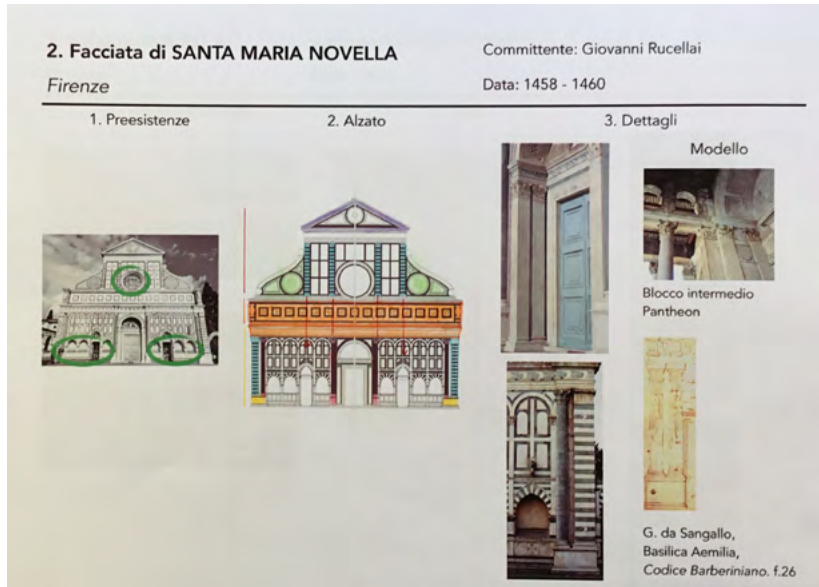 2. Facciata di SANTA MARIA NOVELLA
Committente: Giovanni Rucellai
Firenze
Data: 1458 - 1460
1. Preesistenze
2. Alzato
3. Dettagli
Modello
Blocco intermedio
Pantheon
G. da Sangallo,
Basilica Aemilia,
Codice Barberiniano. f.26